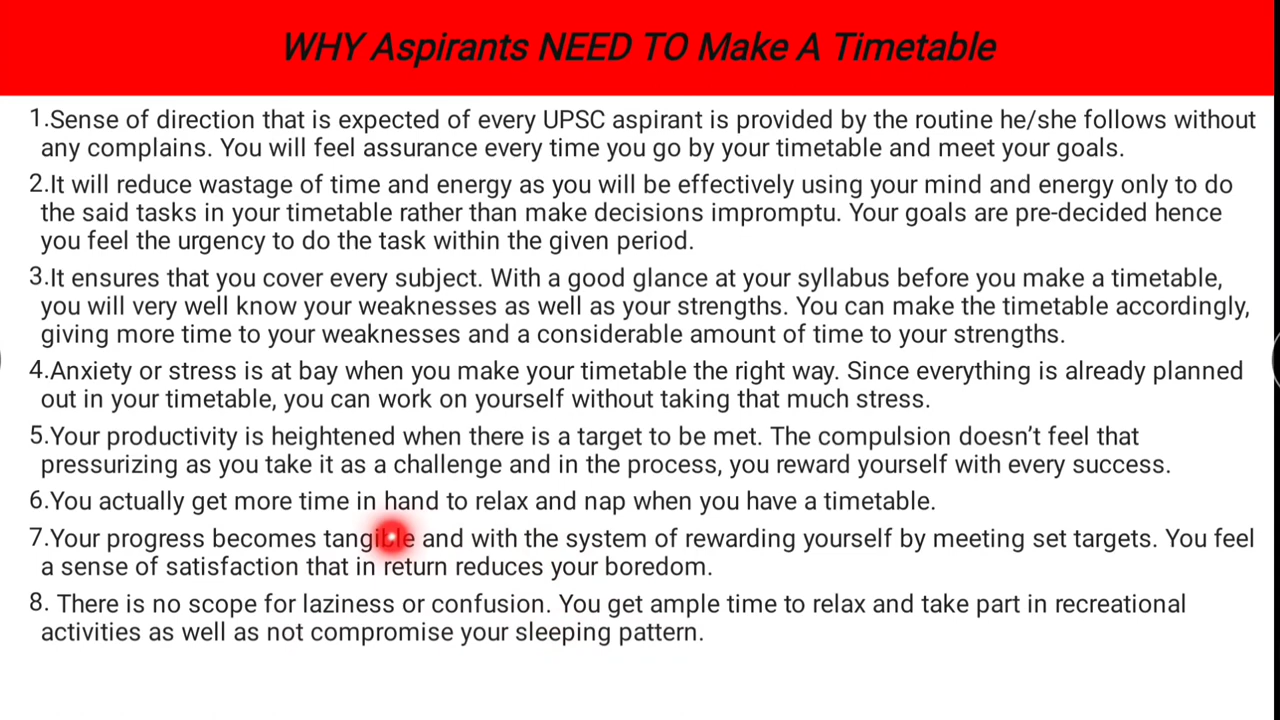 WHY Aspirants NEED TO Make A Timetable
1.Sense of direction that is expected of every UPSC aspirant is provided by the routine he/she follows without
any complains. You will feel assurance every time you go by your timetable and meet your goals.
2.It will reduce wastage of time and energy as you will be effectively using your mind and energy only to do
the said tasks in your timetable rather than make decisions impromptu. Your goals are pre-decided hence
you feel the urgency to do the task within the given period.
3.It ensures that you cover every subject. With a good glance at your syllabus before you make a timetable,
you will very well know your weaknesses as well as your strengths. You can make the timetable accordingly,
giving more time to your weaknesses and a considerable amount of time to your strengths.
4.Anxiety or stress is at bay when you make your timetable the right way. Since everything is already planned
out in your timetable, you can work on yourself without taking that much stress.
5.Your productivity is heightened when there is a target to be met. The compulsion doesn’t feel that
pressurizing as you take it as a challenge and in the process, you reward yourself with every success.
6.You actually get more time in hand to relax and nap when you have a timetable.
7.Your progress becomes tangible and with the system of rewarding yourself by meeting set targets. You feel
a sense of satisfaction that in return reduces your boredom.
8. There is no scope for laziness or confusion. You get ample time to relax and take part in recreational
activities as well as not compromise your sleeping pattern.